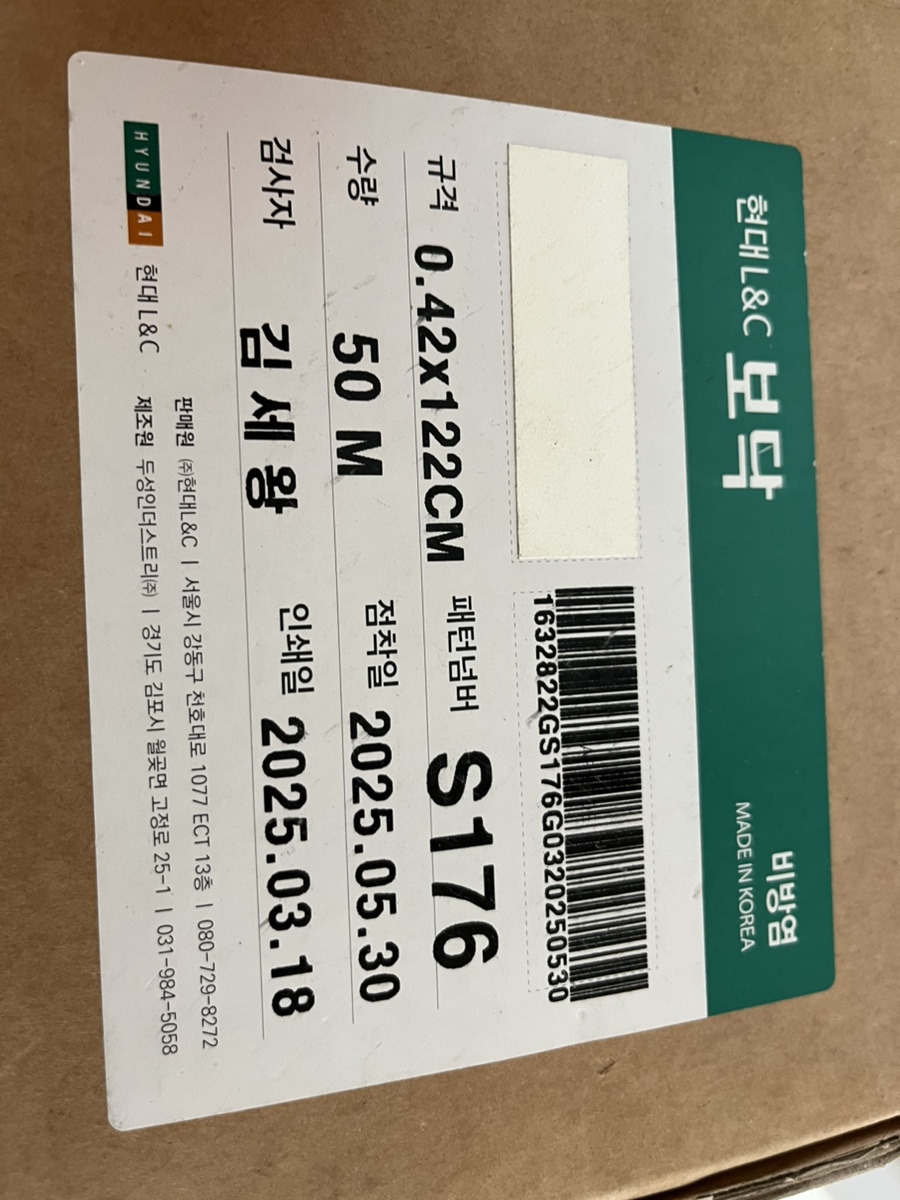 현대L&C 보닥
비방염
MADE IN KOREA
1632822GS176G0320250530
규격 0.42x122CM 패턴넘버 S176
수량 50 M 점착일 2025.05.30
검사자 김세왕 인쇄일 2025.03.18
판매원 ㈜현대L&C | 서울시 강동구 천호대로 1077 ECT 13층 | 080-729-8272
HYUNDAI 현대L&C 제조원 두성인더스트리㈜ | 경기도 김포시 월곶면 고정로 25-1 | 031-984-5058